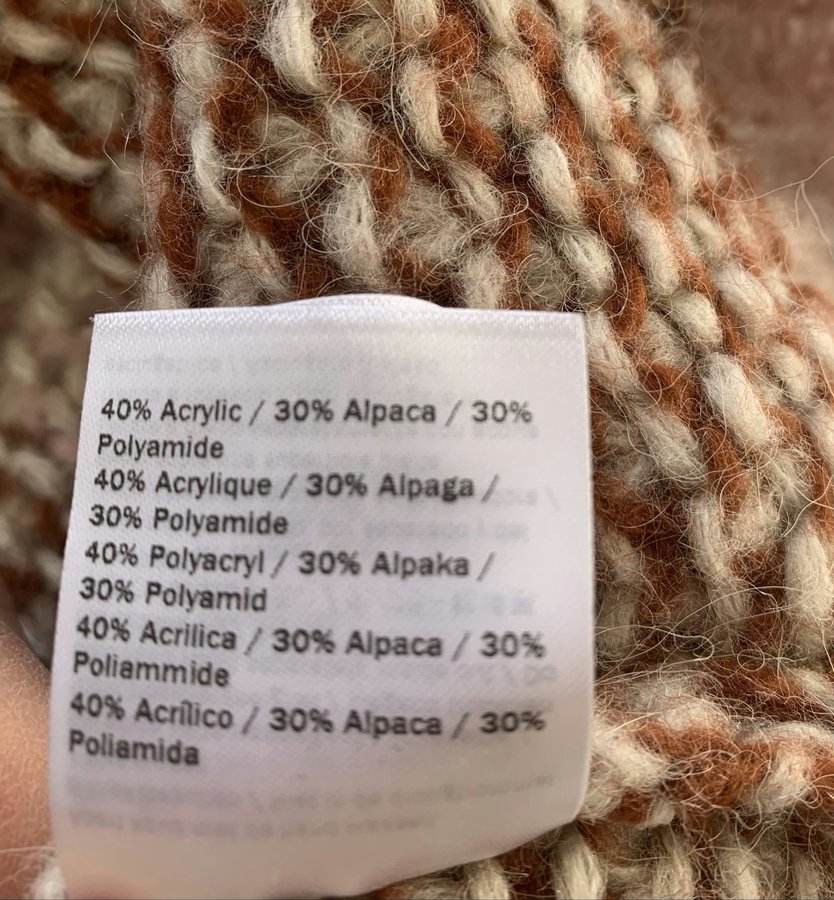 40% Acrylic / 30% Alpaca / 30%
Polyamide
40% Acrylique / 30% Alpaga /
30% Polyamide
40% Polyacryl / 30% Alpaka /
30% Polyamid
40% Acrilica / 30% Alpaca / 30%
Poliammide
40% Acrílico / 30% Alpaca / 30%
Poliamida